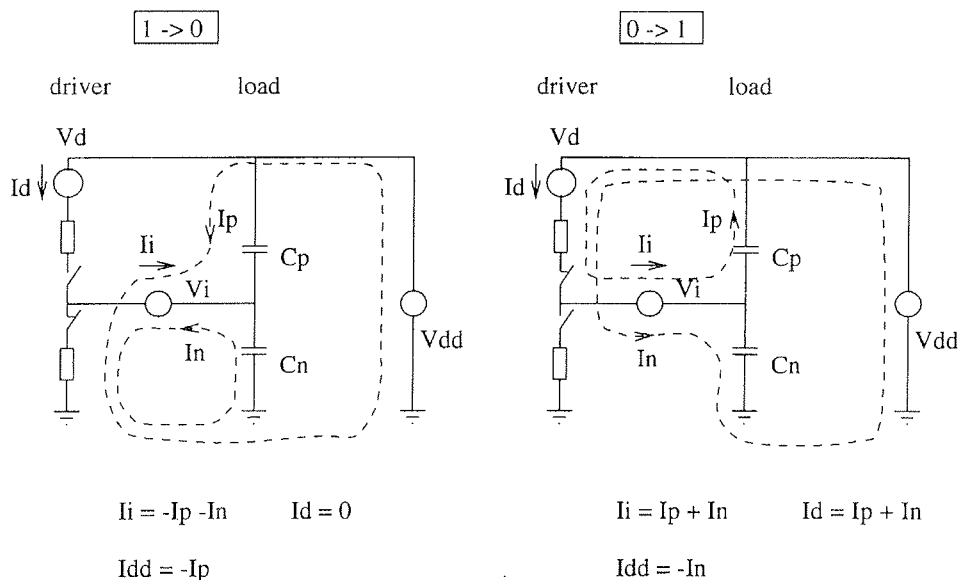 1 -> 0
driver load
Vd
Id
Ip
Ii
Cp
Vi
Vdd
In
Cn
Ii = -Ip -In Id = 0
Idd = -Ip
0 -> 1
driver load
Vd
Id
Ip
Ii
Cp
Vi
Vdd
In
Cn
Ii = Ip + In Id = Ip + In
Idd = -In